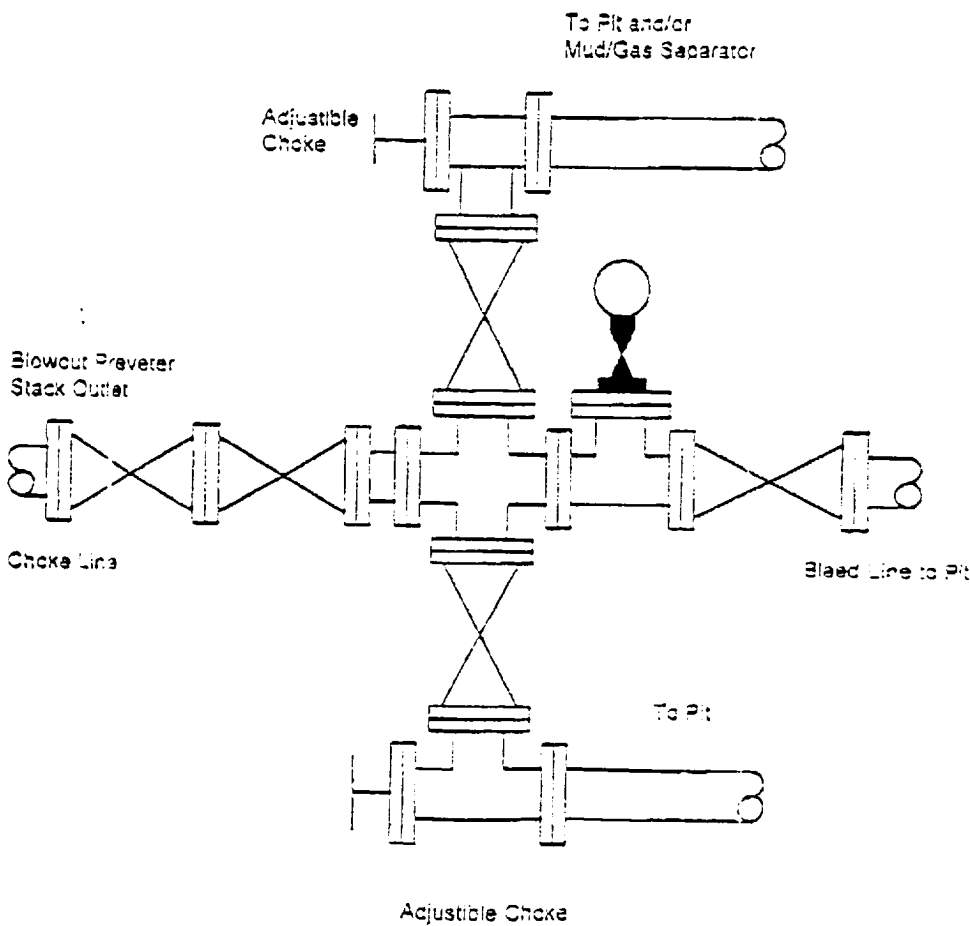 To Pit and/or
Mud/Gas Separator
Adjustible
Choke
Blowout Preveter
Stack Outlet
Choke Line
Bleed Line to Pit
To Pit
Adjustible Choke